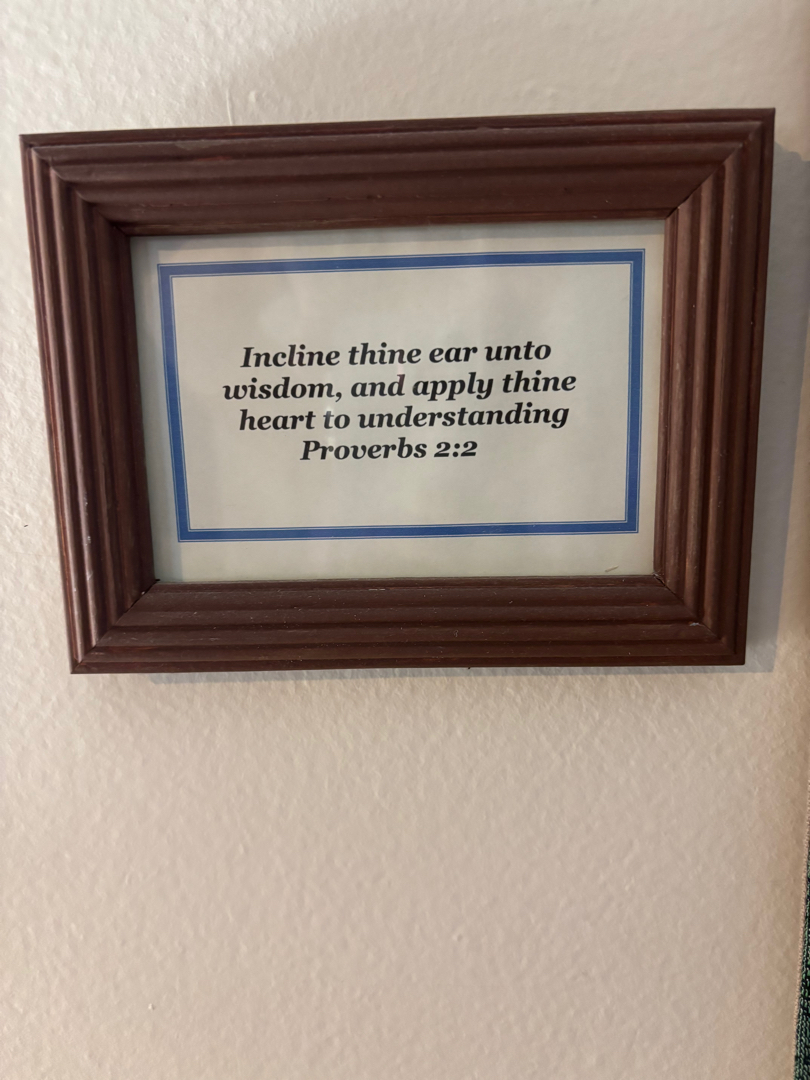 Incline thine ear unto
wisdom, and apply thine
heart to understanding
Proverbs 2:2